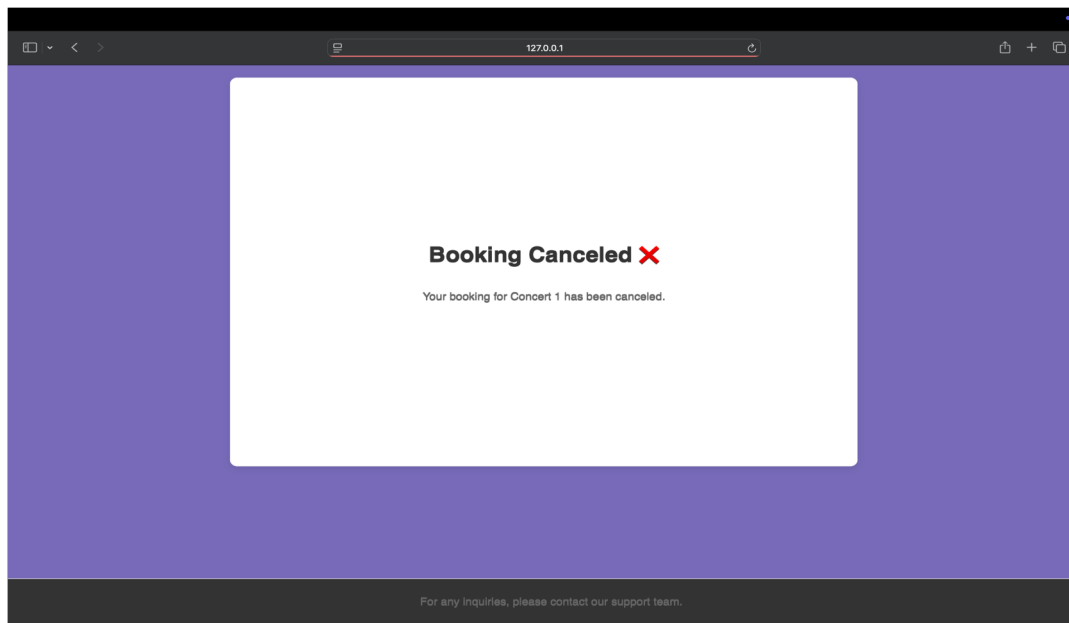 127.0.0.1
Booking Canceled ❌
Your booking for Concert 1 has been canceled.
For any inquiries, please contact our support team.